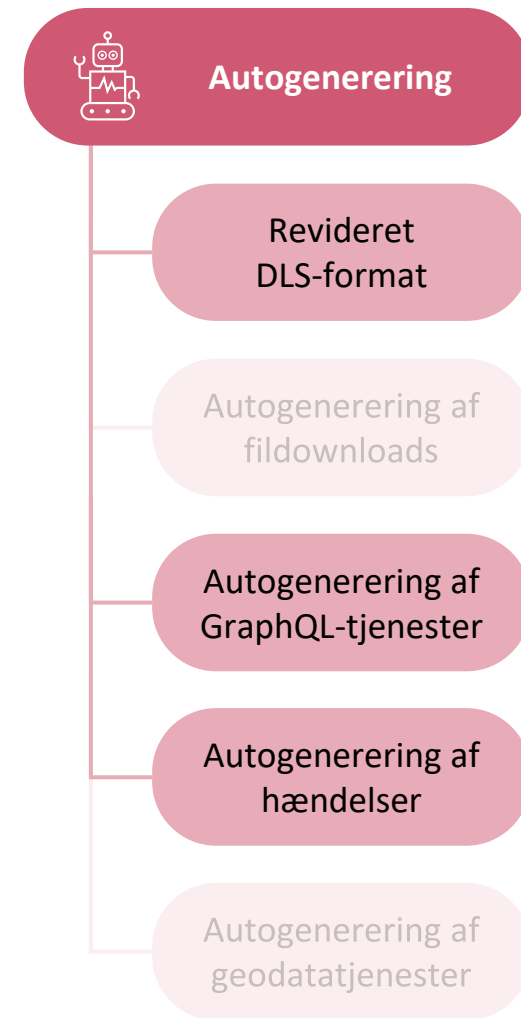 Autogenerering
Revideret
DLS-format
Autogenerering af
fildownloads
Autogenerering af
GraphQL-tjenester
Autogenerering af
hændelser
Autogenerering af
geodatatjenester